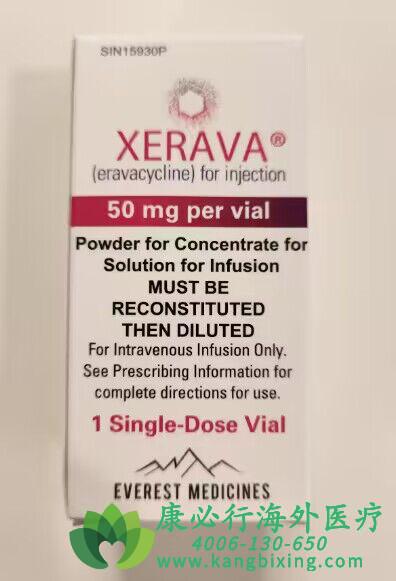 SIN15930P
XERAVA®
(eravacycline) for injection
50 mg per vial
Powder for Concentrate for
Solution for Infusion
MUST BE
RECONSTITUTED
THEN DILUTED
For Intravenous Infusion Only.
See Prescribing Information for
complete directions for use.
1 Single-Dose Vial
EVEREST MEDICINES
康必行海外医疗
4006-130-650
www.kangbixing.com